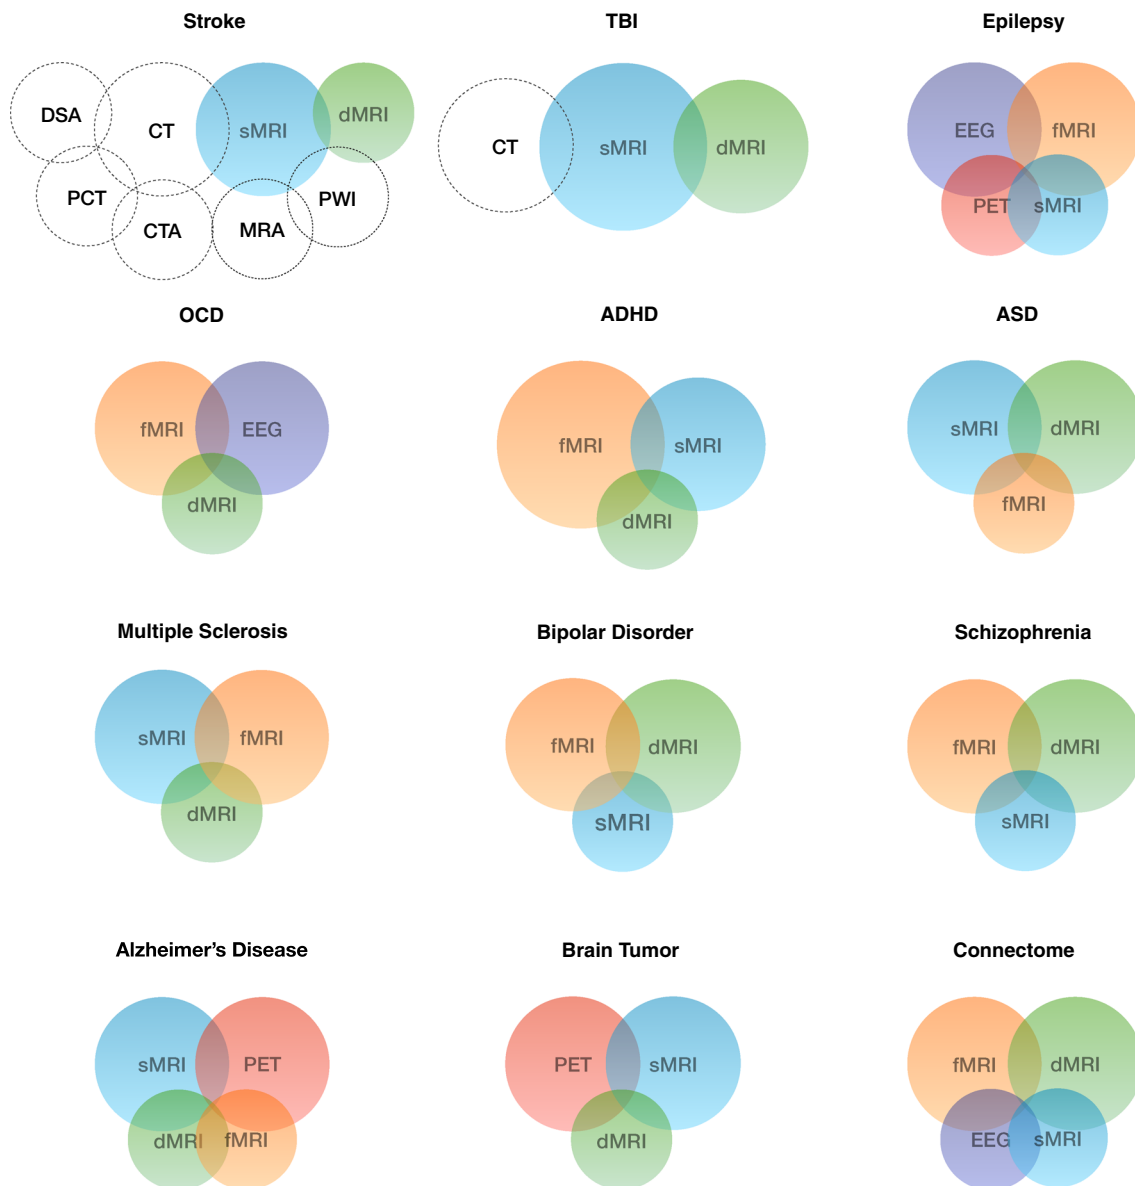 Stroke
TBI
Epilepsy
DSA
CT
sMRI
dMRI
PCT
CTA
MRA
PWI
CT
sMRI
dMRI
EEG
fMRI
PET
sMRI
OCD
ADHD
ASD
fMRI
EEG
dMRI
fMRI
sMRI
dMRI
sMRI
dMRI
fMRI
Multiple Sclerosis
Bipolar Disorder
Schizophrenia
sMRI
fMRI
dMRI
fMRI
dMRI
sMRI
fMRI
dMRI
sMRI
Alzheimer’s Disease
Brain Tumor
Connectome
sMRI
PET
dMRI
fMRI
PET
sMRI
dMRI
fMRI
dMRI
EEG
sMRI